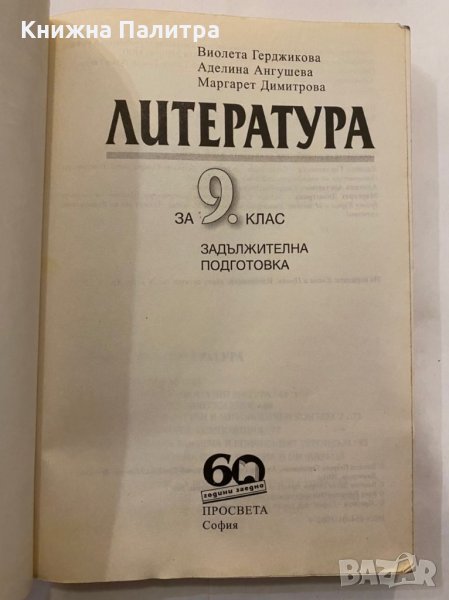 Книжна Палитра
Виолета Герджикова
Аделина Ангушева
Маргарет Димитрова
ЛИТЕРАТУРА
ЗА 9. КЛАС
ЗАДЪЛЖИТЕЛНА
ПОДГОТОВКА
60
години заедно
ПРОСВЕТА
София
БАZАР